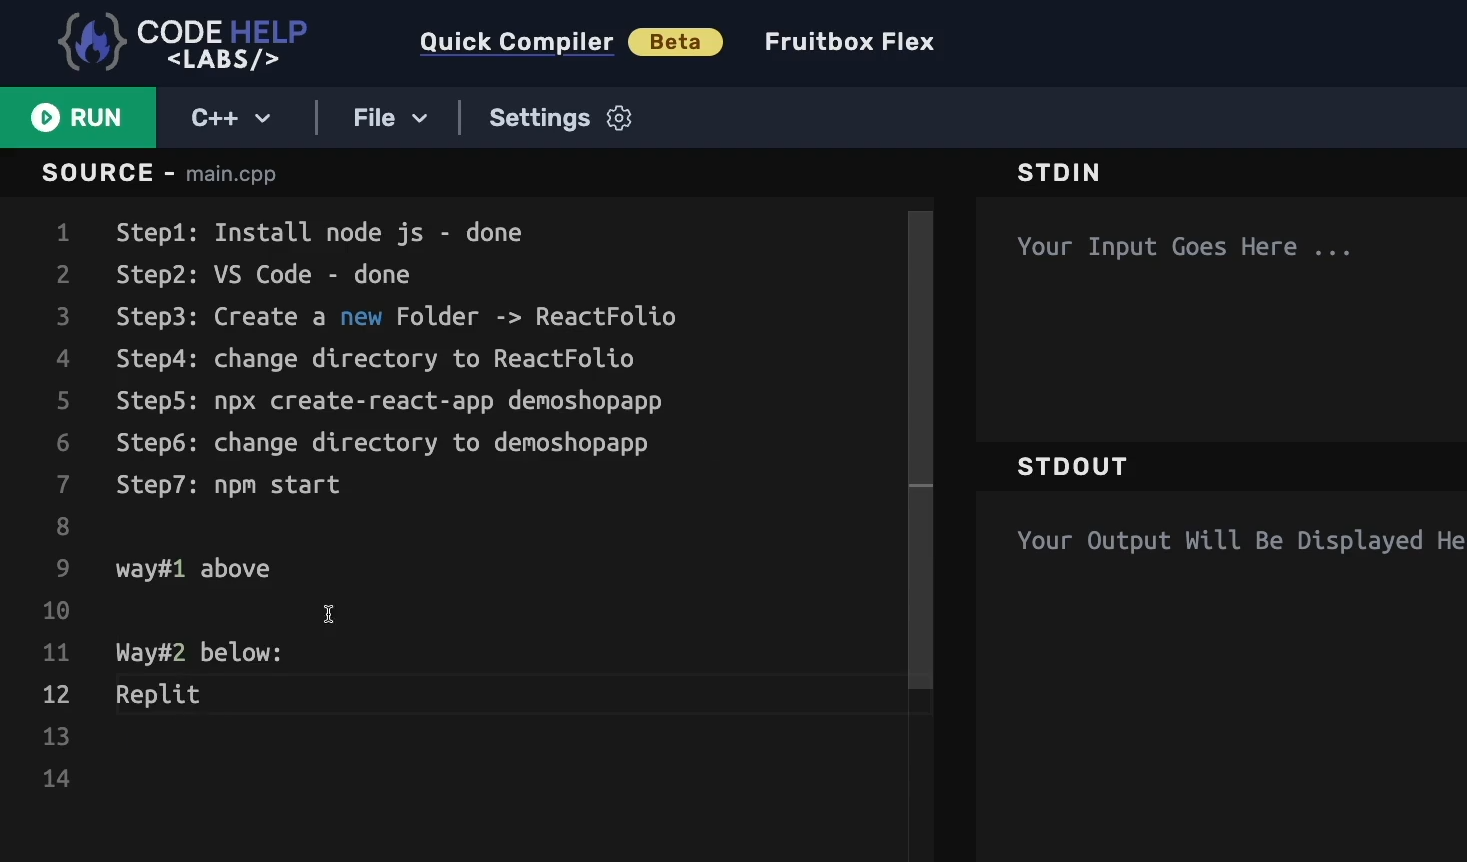 CODE HELP
<LABS/>
Quick Compiler Beta Fruitbox Flex
RUN C++ File Settings
SOURCE - main.cpp
1 Step1: Install node js - done
2 Step2: VS Code - done
3 Step3: Create a new Folder -> ReactFolio
4 Step4: change directory to ReactFolio
5 Step5: npx create-react-app demoshopapp
6 Step6: change directory to demoshopapp
7 Step7: npm start
8
9 way#1 above
10
11 Way#2 below:
12 Replit
13
14
STDIN
Your Input Goes Here ...
STDOUT
Your Output Will Be Displayed He